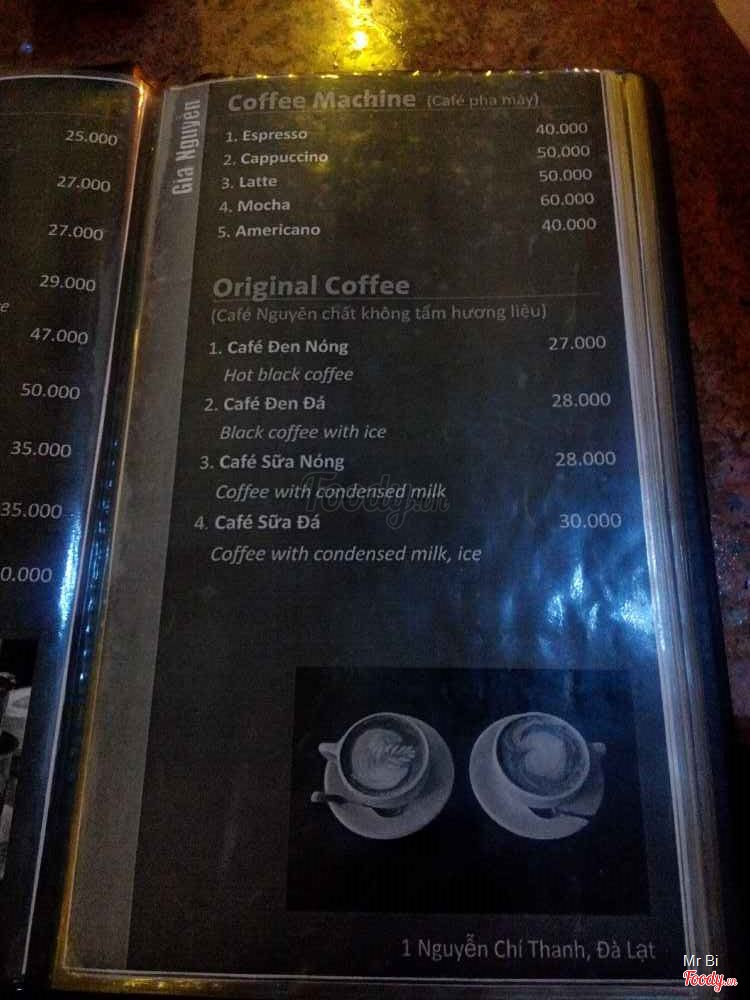 25.000
27.000
27.000
29.000
47.000
50.000
35.000
35.000
0.000
Gia Nguyễn
Coffee Machine (Café pha máy)
1. Espresso 40.000
2. Cappuccino 50.000
3. Latte 50.000
4. Mocha 60.000
5. Americano 40.000
Original Coffee
(Café Nguyên chất không tẩm hương liệu)
1. Café Đen Nóng 27.000
Hot black coffee
2. Café Đen Đá 28.000
Black coffee with ice
3. Café Sữa Nóng 28.000
Coffee with condensed milk
4. Café Sữa Đá 30.000
Coffee with condensed milk, ice
Foody.vn
1 Nguyễn Chí Thanh, Đà Lạt
Mr Bi
Foody.vn